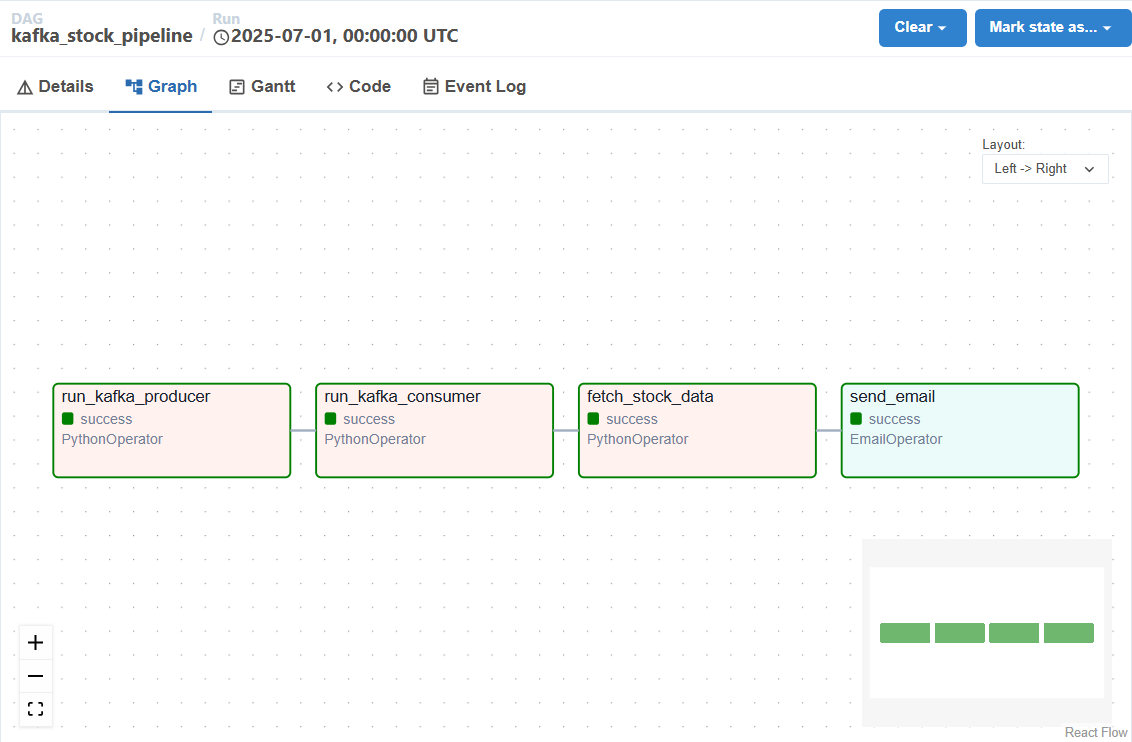 DAG
kafka_stock_pipeline
/
Run
2025-07-01, 00:00:00 UTC
Clear
Mark state as...
Details
Graph
Gantt
Code
Event Log
Layout:
Left -> Right
run_kafka_producer
success
PythonOperator
run_kafka_consumer
success
PythonOperator
fetch_stock_data
success
PythonOperator
send_email
success
EmailOperator
React Flow